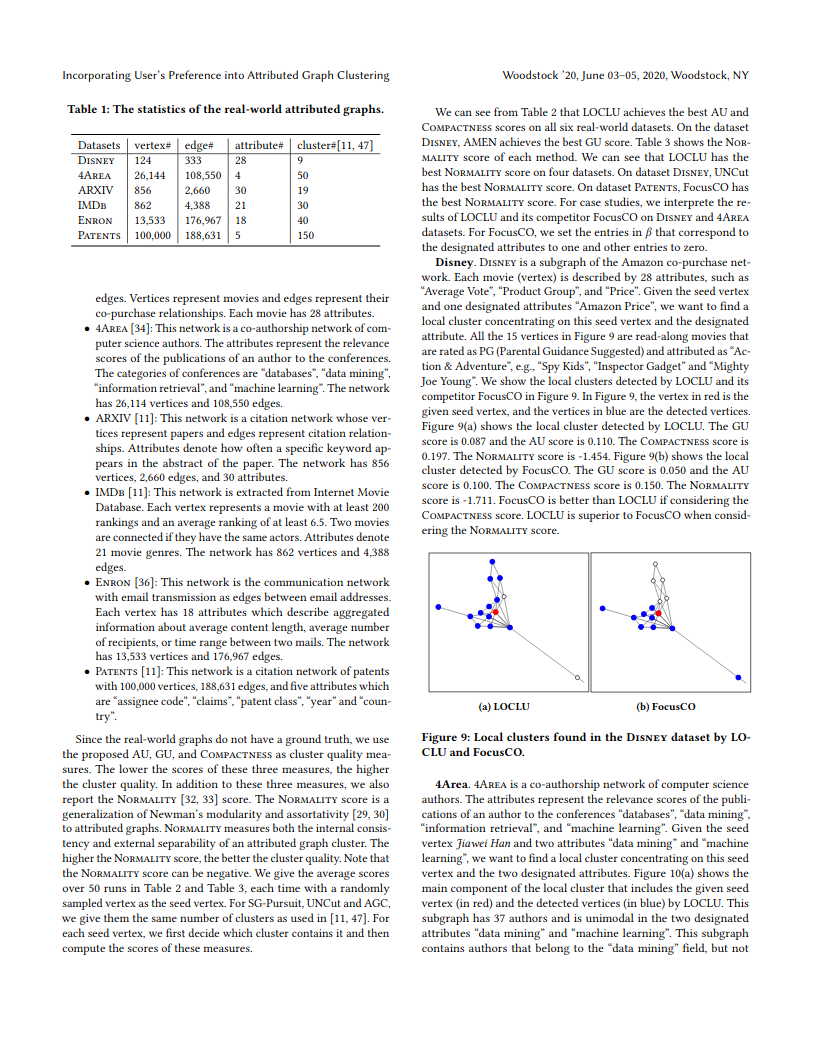 Incorporating User's Preference into Attributed Graph Clustering
Woodstock '20, June 03–05, 2020, Woodstock, NY
Table 1: The statistics of the real-world attributed graphs.
Datasets vertex# edge# attribute# cluster#[11, 47]
Disney 124 333 28 9
4Area 26,144 108,550 4 50
ARXIV 856 2,660 30 19
IMDb 862 4,388 21 30
Enron 13,533 176,967 18 40
Patents 100,000 188,631 5 150
edges. Vertices represent movies and edges represent their
co-purchase relationships. Each movie has 28 attributes.
• 4Area [34]: This network is a co-authorship network of com-
puter science authors. The attributes represent the relevance
scores of the publications of an author to the conferences.
The categories of conferences are "databases", "data mining",
"information retrieval", and "machine learning". The network
has 26,114 vertices and 108,550 edges.
• ARXIV [11]: This network is a citation network whose ver-
tices represent papers and edges represent citation relation-
ships. Attributes denote how often a specific keyword ap-
pears in the abstract of the paper. The network has 856
vertices, 2,660 edges, and 30 attributes.
• IMDb [11]: This network is extracted from Internet Movie
Database. Each vertex represents a movie with at least 200
rankings and an average ranking of at least 6.5. Two movies
are connected if they have the same actors. Attributes denote
21 movie genres. The network has 862 vertices and 4,388
edges.
• Enron [36]: This network is the communication network
with email transmission as edges between email addresses.
Each vertex has 18 attributes which describe aggregated
information about average content length, average number
of recipients, or time range between two mails. The network
has 13,533 vertices and 176,967 edges.
• Patents [11]: This network is a citation network of patents
with 100,000 vertices, 188,631 edges, and five attributes which
are "assignee code", "claims", "patent class", "year" and "coun-
try".
Since the real-world graphs do not have a ground truth, we use
the proposed AU, GU, and Compactness as cluster quality mea-
sures. The lower the scores of these three measures, the higher
the cluster quality. In addition to these three measures, we also
report the Normality [32, 33] score. The Normality score is a
generalization of Newman's modularity and assortativity [29, 30]
to attributed graphs. Normality measures both the internal consis-
tency and external separability of an attributed graph cluster. The
higher the Normality score, the better the cluster quality. Note that
the Normality score can be negative. We give the average scores
over 50 runs in Table 2 and Table 3, each time with a randomly
sampled vertex as the seed vertex. For SG-Pursuit, UNCut and AGC,
we give them the same number of clusters as used in [11, 47]. For
each seed vertex, we first decide which cluster contains it and then
compute the scores of these measures.
We can see from Table 2 that LOCLU achieves the best AU and
Compactness scores on all six real-world datasets. On the dataset
Disney, AMEN achieves the best GU score. Table 3 shows the Nor-
mality score of each method. We can see that LOCLU has the
best Normality score on four datasets. On dataset Disney, UNCut
has the best Normality score. On dataset Patents, FocusCO has
the best Normality score. For case studies, we interpret the re-
sults of LOCLU and its competitor FocusCO on Disney and 4Area
datasets. For FocusCO, we set the entries in β that correspond to
the designated attributes to one and other entries to zero.
Disney. Disney is a subgraph of the Amazon co-purchase net-
work. Each movie (vertex) is described by 28 attributes, such as
"Average Vote", "Product Group", and "Price". Given the seed vertex
and one designated attributes "Amazon Price", we want to find a
local cluster concentrating on this seed vertex and the designated
attribute. All the 15 vertices in Figure 9 are read-along movies that
are rated as PG (Parental Guidance Suggested) and attributed as "Ac-
tion & Adventure", e.g., "Spy Kids", "Inspector Gadget" and "Mighty
Joe Young". We show the local clusters detected by LOCLU and its
competitor FocusCO in Figure 9. In Figure 9, the vertex in red is the
given seed vertex, and the vertices in blue are the detected vertices.
Figure 9(a) shows the local cluster detected by LOCLU. The GU
score is 0.087 and the AU score is 0.110. The Compactness score is
0.197. The Normality score is -1.454. Figure 9(b) shows the local
cluster detected by FocusCO. The GU score is 0.050 and the AU
score is 0.100. The Compactness score is 0.150. The Normality
score is -1.711. FocusCO is better than LOCLU if considering the
Compactness score. LOCLU is superior to FocusCO when consid-
ering the Normality score.
(a) LOCLU
(b) FocusCO
Figure 9: Local clusters found in the Disney dataset by LO-
CLU and FocusCO.
4Area. 4Area is a co-authorship network of computer science
authors. The attributes represent the relevance scores of the publi-
cations of an author to the conferences "databases", "data mining",
"information retrieval", and "machine learning". Given the seed
vertex Jiawei Han and two attributes "data mining" and "machine
learning", we want to find a local cluster concentrating on this seed
vertex and the two designated attributes. Figure 10(a) shows the
main component of the local cluster that includes the given seed
vertex (in red) and the detected vertices (in blue) by LOCLU. This
subgraph has 37 authors and is unimodal in the two designated
attributes "data mining" and "machine learning". This subgraph
contains authors that belong to the "data mining" field, but not